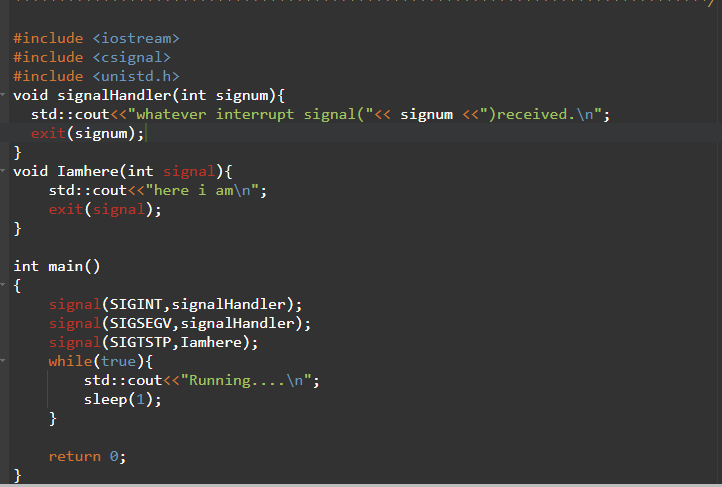 #include <iostream>
#include <csignal>
#include <unistd.h>
void signalHandler(int signum){
  std::cout<<"whatever interrupt signal("<< signum <<")received.\n";
  exit(signum);
}
void Iamhere(int signal){
    std::cout<<"here i am\n";
    exit(signal);
}

int main()
{
    signal(SIGINT,signalHandler);
    signal(SIGSEGV,signalHandler);
    signal(SIGTSTP,Iamhere);
    while(true){
        std::cout<<"Running....\n";
        sleep(1);
    }

    return 0;
}